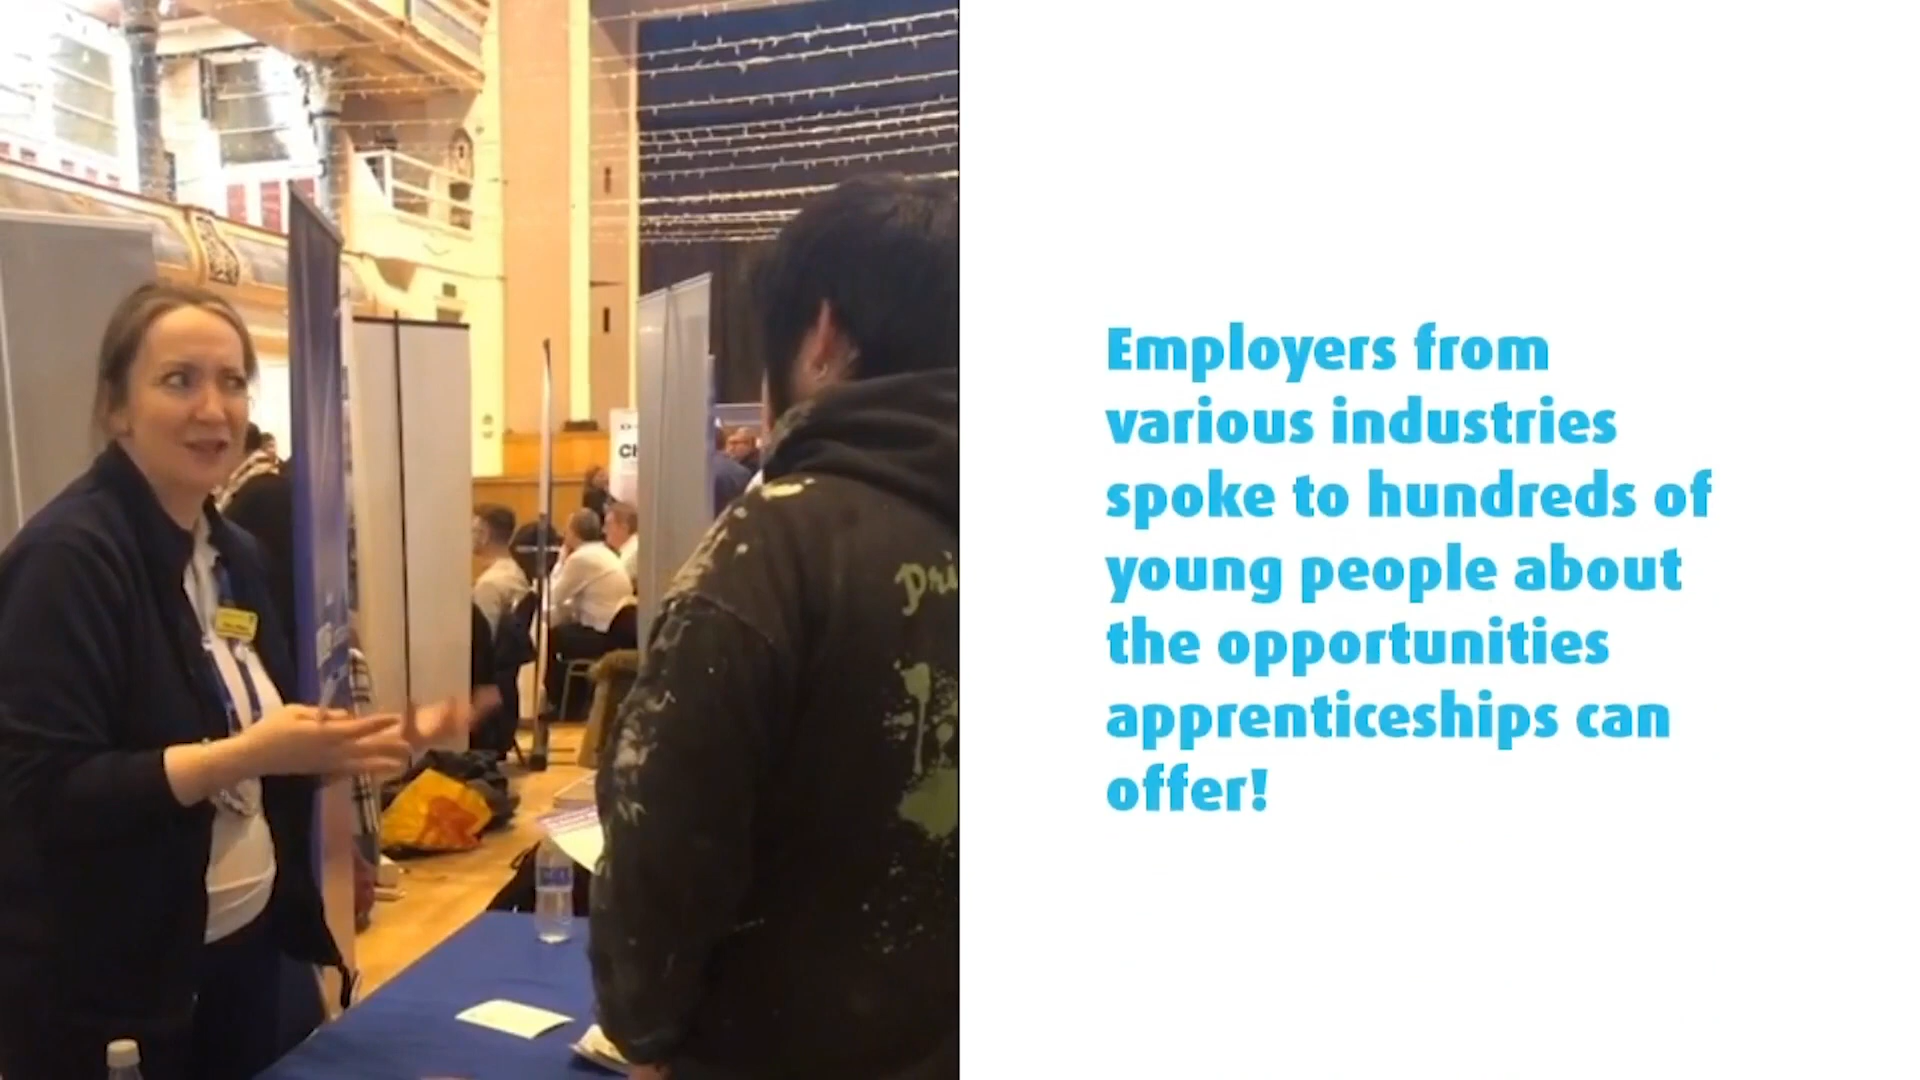 Employers from
various industries
spoke to hundreds of
young people about
the opportunities
apprenticeships can
offer!